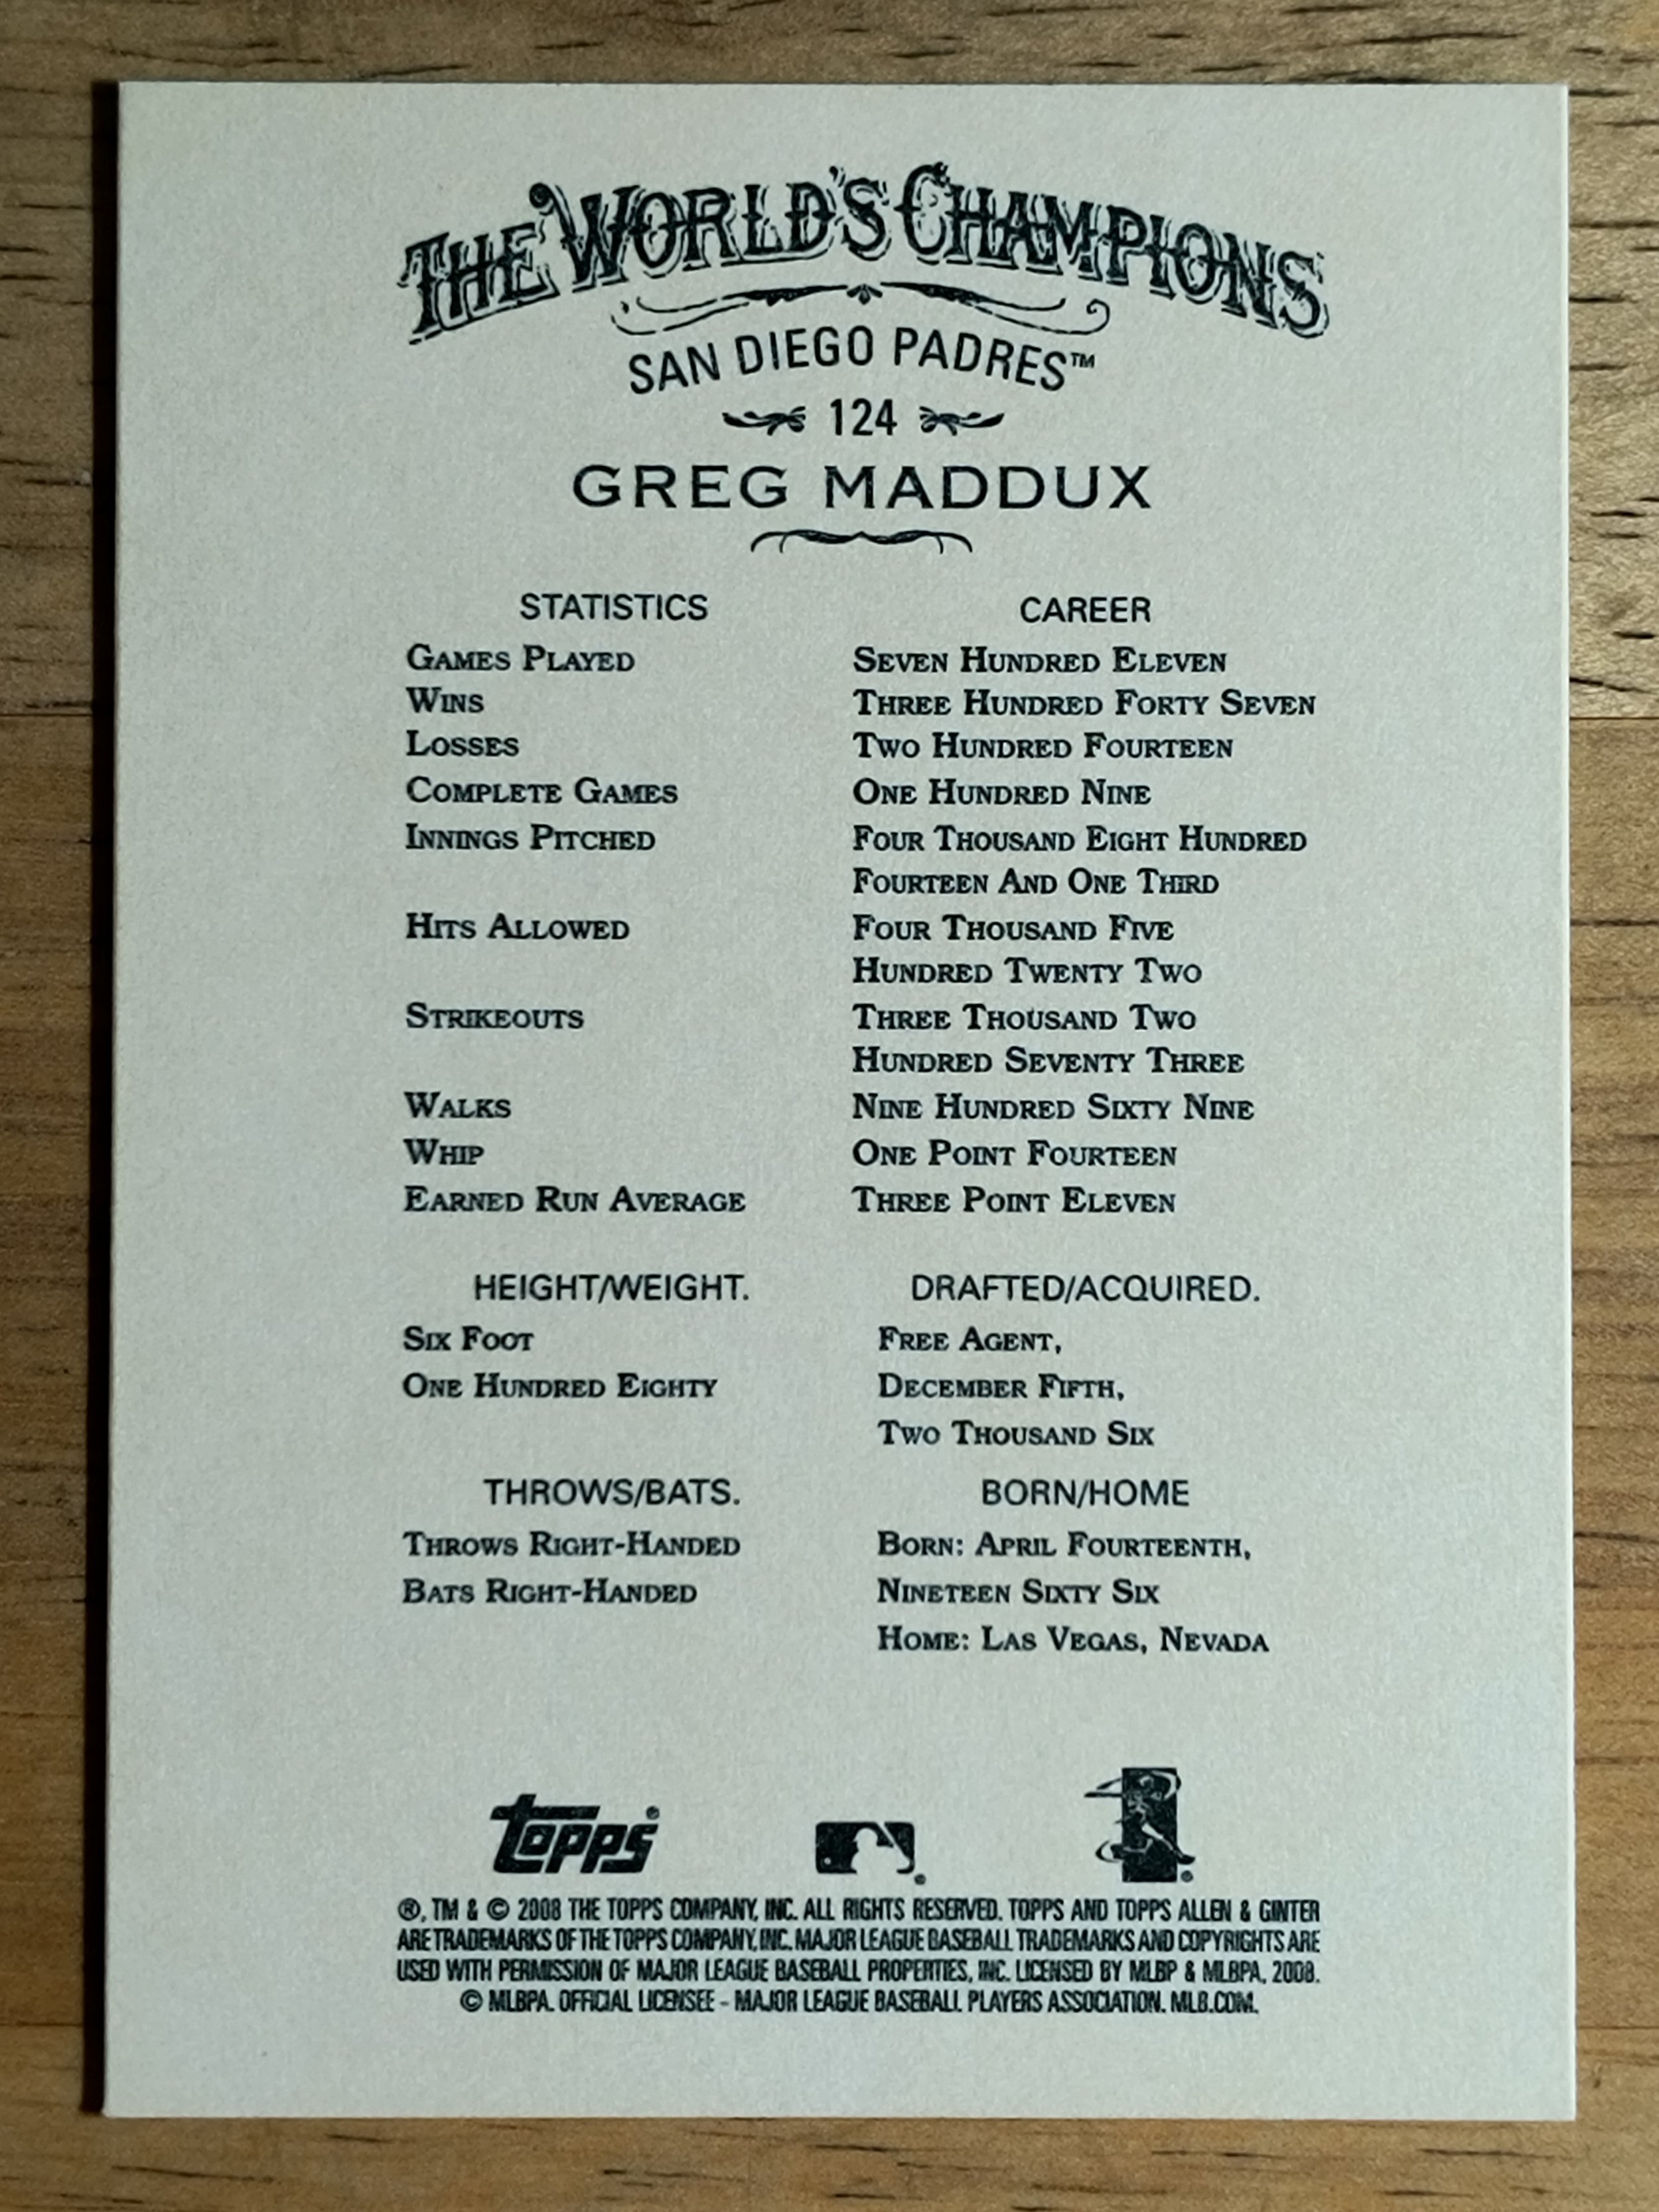 THE WORLD'S CHAMPIONS
SAN DIEGO PADRES™
124
GREG MADDUX
STATISTICS CAREER
GAMES PLAYED SEVEN HUNDRED ELEVEN
WINS THREE HUNDRED FORTY SEVEN
LOSSES TWO HUNDRED FOURTEEN
COMPLETE GAMES ONE HUNDRED NINE
INNINGS PITCHED FOUR THOUSAND EIGHT HUNDRED
FOURTEEN AND ONE THIRD
HITS ALLOWED FOUR THOUSAND FIVE
HUNDRED TWENTY TWO
STRIKEOUTS THREE THOUSAND TWO
HUNDRED SEVENTY THREE
WALKS NINE HUNDRED SIXTY NINE
WHIP ONE POINT FOURTEEN
EARNED RUN AVERAGE THREE POINT ELEVEN
HEIGHT/WEIGHT. DRAFTED/ACQUIRED.
SIX FOOT FREE AGENT,
ONE HUNDRED EIGHTY DECEMBER FIFTH,
TWO THOUSAND SIX
THROWS/BATS. BORN/HOME
THROWS RIGHT-HANDED BORN: APRIL FOURTEENTH,
BATS RIGHT-HANDED NINETEEN SIXTY SIX
HOME: LAS VEGAS, NEVADA
topps®
®, TM & © 2008 THE TOPPS COMPANY, INC. ALL RIGHTS RESERVED. TOPPS AND TOPPS ALLEN & GINTER
ARE TRADEMARKS OF THE TOPPS COMPANY, INC. MAJOR LEAGUE BASEBALL TRADEMARKS AND COPYRIGHTS ARE
USED WITH PERMISSION OF MAJOR LEAGUE BASEBALL PROPERTIES, INC. LICENSED BY MLBP & MLBPA, 2008.
© MLBPA. OFFICIAL LICENSEE - MAJOR LEAGUE BASEBALL PLAYERS ASSOCIATION. MLB.COM.